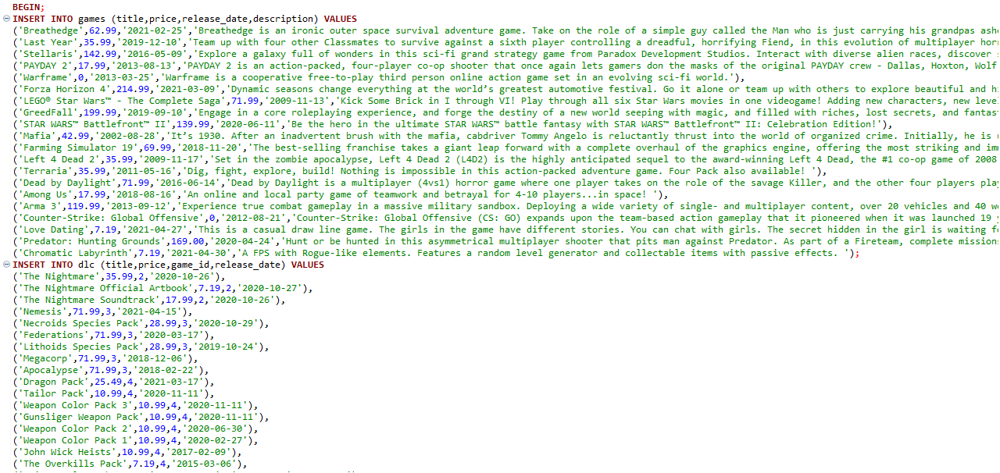 BEGIN;
INSERT INTO games (title,price,release_date,description) VALUES
('Breathedge',62.99,'2021-02-25','Breathedge is an ironic outer space survival adventure game. Take on the role of a simple guy called the Man who is just carrying his grandpas ashe
('Last Year',35.99,'2019-12-10','Team up with four other Classmates to survive against a sixth player controlling a dreadful, horrifying Fiend, in this evolution of multiplayer horr
('Stellaris',142.99,'2016-05-09','Explore a galaxy full of wonders in this sci-fi grand strategy game from Paradox Development Studios. Interact with diverse alien races, discover s
('PAYDAY 2',17.99,'2013-08-13','PAYDAY 2 is an action-packed, four-player co-op shooter that once again lets gamers don the masks of the original PAYDAY crew - Dallas, Hoxton, Wolf
('Warframe',0,'2013-03-25','Warframe is a cooperative free-to-play third person online action game set in an evolving sci-fi world.'),
('Forza Horizon 4',214.99,'2021-03-09','Dynamic seasons change everything at the world’s greatest automotive festival. Go it alone or team up with others to explore beautiful and hi
('LEGO® Star Wars™ - The Complete Saga',71.99,'2009-11-13','Kick Some Brick in I through VI! Play through all six Star Wars movies in one videogame! Adding new characters, new level
('GreedFall',199.99,'2019-09-10','Engage in a core roleplaying experience, and forge the destiny of a new world seeping with magic, and filled with riches, lost secrets, and fantast
('STAR WARS™ Battlefront™ II',139.99,'2020-06-11','Be the hero in the ultimate STAR WARS™ battle fantasy with STAR WARS™ Battlefront™ II: Celebration Edition!'),
('Mafia',42.99,'2002-08-28','It’s 1930. After an inadvertent brush with the mafia, cabdriver Tommy Angelo is reluctantly thrust into the world of organized crime. Initially, he is u
('Farming Simulator 19',69.99,'2018-11-20','The best-selling franchise takes a giant leap forward with a complete overhaul of the graphics engine, offering the most striking and imm
('Left 4 Dead 2',35.99,'2009-11-17','Set in the zombie apocalypse, Left 4 Dead 2 (L4D2) is the highly anticipated sequel to the award-winning Left 4 Dead, the #1 co-op game of 2008
('Terraria',35.99,'2011-05-16','Dig, fight, explore, build! Nothing is impossible in this action-packed adventure game. Four Pack also available! '),
('Dead by Daylight',71.99,'2016-06-14','Dead by Daylight is a multiplayer (4vs1) horror game where one player takes on the role of the savage Killer, and the other four players play
('Among Us',17.99,'2018-08-16','An online and local party game of teamwork and betrayal for 4-10 players...in space! '),
('Arma 3',119.99,'2013-09-12','Experience true combat gameplay in a massive military sandbox. Deploying a wide variety of single- and multiplayer content, over 20 vehicles and 40 we
('Counter-Strike: Global Offensive',0,'2012-08-21','Counter-Strike: Global Offensive (CS: GO) expands upon the team-based action gameplay that it pioneered when it was launched 19 y
('Love Dating',7.19,'2021-04-27','This is a casual draw line game. The girls in the game have different stories. You can chat with girls. The secret hidden in the girl is waiting fo
('Predator: Hunting Grounds',169.00,'2020-04-24','Hunt or be hunted in this asymmetrical multiplayer shooter that pits man against Predator. As part of a Fireteam, complete missions
('Chromatic Labyrinth',7.19,'2021-04-30','A FPS with Rogue-like elements. Features a random level generator and collectable items with passive effects. ');
INSERT INTO dlc (title,price,game_id,release_date) VALUES
('The Nightmare',35.99,2,'2020-10-26'),
('The Nightmare Official Artbook',7.19,2,'2020-10-27'),
('The Nightmare Soundtrack',17.99,2,'2020-10-26'),
('Nemesis',71.99,3,'2021-04-15'),
('Necroids Species Pack',28.99,3,'2020-10-29'),
('Federations',71.99,3,'2020-03-17'),
('Lithoids Species Pack',28.99,3,'2019-10-24'),
('Megacorp',71.99,3,'2018-12-06'),
('Apocalypse',71.99,3,'2018-02-22'),
('Dragon Pack',25.49,4,'2021-03-17'),
('Tailor Pack',10.99,4,'2020-11-11'),
('Weapon Color Pack 3',10.99,4,'2020-11-11'),
('Gunsliger Weapon Pack',10.99,4,'2020-11-11'),
('Weapon Color Pack 2',10.99,4,'2020-06-30'),
('Weapon Color Pack 1',10.99,4,'2020-02-27'),
('John Wick Heists',10.99,4,'2017-02-09'),
('The Overkills Pack',7.19,4,'2015-03-06'),